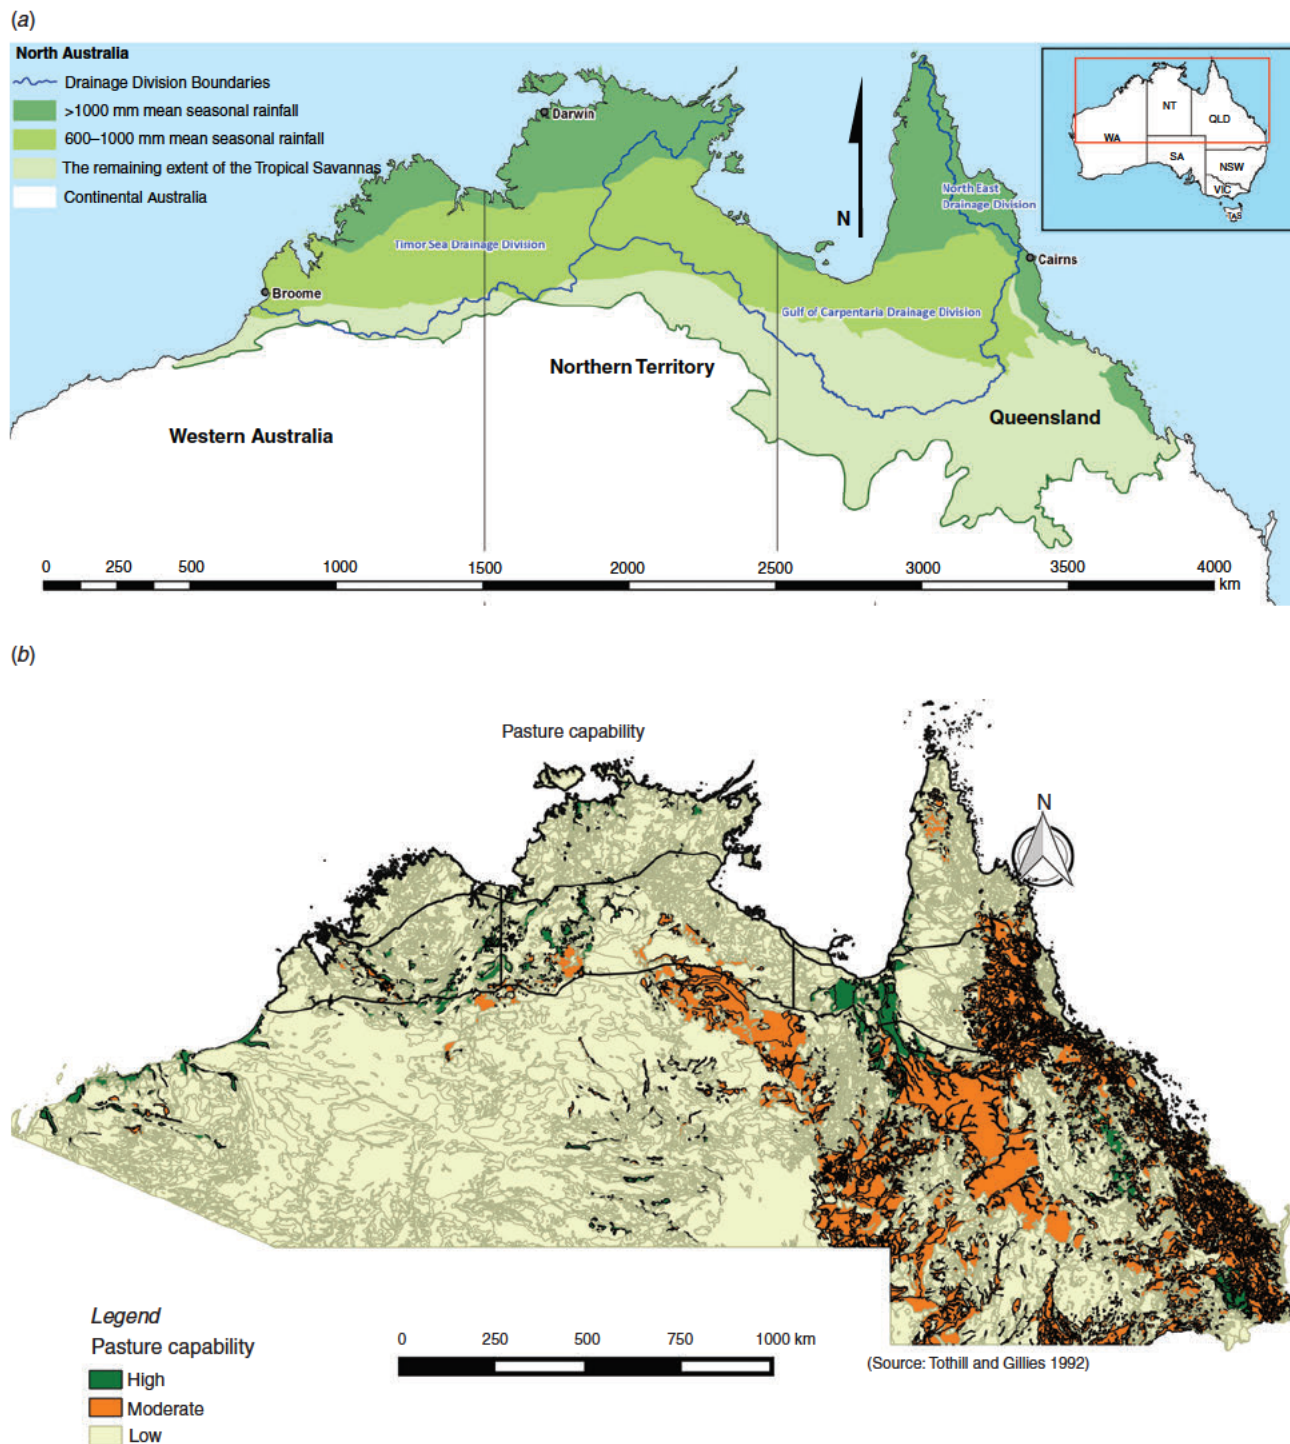 (a)
North Australia
Drainage Division Boundaries
>1000 mm mean seasonal rainfall
600–1000 mm mean seasonal rainfall
The remaining extent of the Tropical Savannas
Continental Australia
Darwin
N
NT
QLD
WA
SA
NSW
VIC
TAS
North East
Drainage Division
Timor Sea Drainage Division
Cairns
Broome
Gulf of Carpentaria Drainage Division
Northern Territory
Queensland
Western Australia
0 250 500 1000 1500 2000 2500 3000 3500 4000
km
(b)
Pasture capability
N
Legend
Pasture capability
High
Moderate
Low
0 250 500 750 1000 km
(Source: Tothill and Gillies 1992)